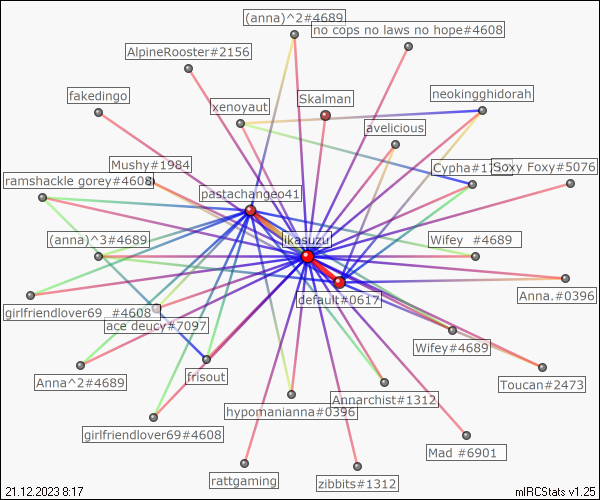 (anna)^2#4689
no cops no laws no hope#4608
AlpineRooster#2156
neokingghidorah
fakedingo
Skalman
xenoyaut
avelicious
Mushy#1984
Soxy Foxy#5076
ramshackle gorey#4608
pastachangeo41
(anna)^3#4689
ikasuzu
Wifey #4689
Anna.#0396
default#0617
girlfriendlover69_#4608
ace deucy#7097
Wifey#4689
Anna^2#4689
frisout
Toucan#2473
hypomanianna#0396
Annarchist#1312
girlfriendlover69#4608
Mad #6901
rattgaming
zibbits#1312
21.12.2023 8:17
mIRCStats v1.25